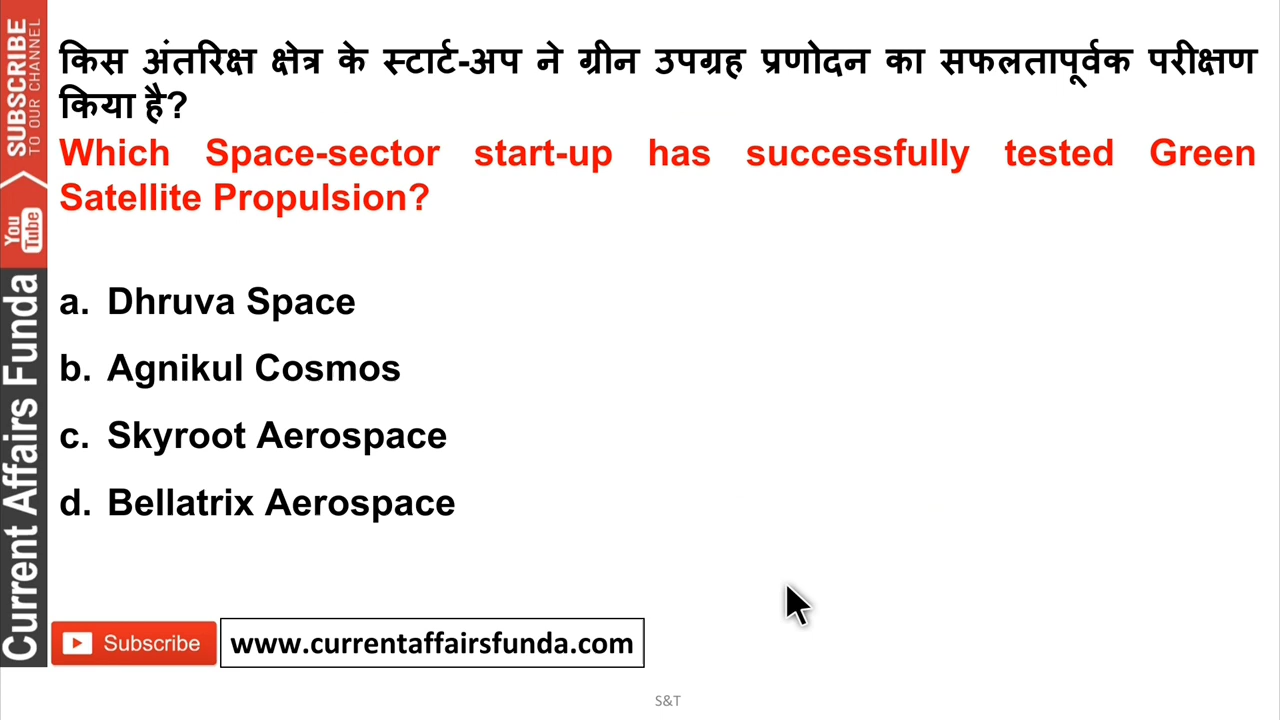 किस अंतरिक्ष क्षेत्र के स्टार्ट-अप ने ग्रीन उपग्रह प्रणोदन का सफलतापूर्वक परीक्षण
किया है?
Which Space-sector start-up has successfully tested Green
Satellite Propulsion?
a. Dhruva Space
b. Agnikul Cosmos
c. Skyroot Aerospace
d. Bellatrix Aerospace
SUBSCRIBE
TO OUR CHANNEL
You
Tube
Current Affairs Funda
Subscribe
www.currentaffairsfunda.com
S&T